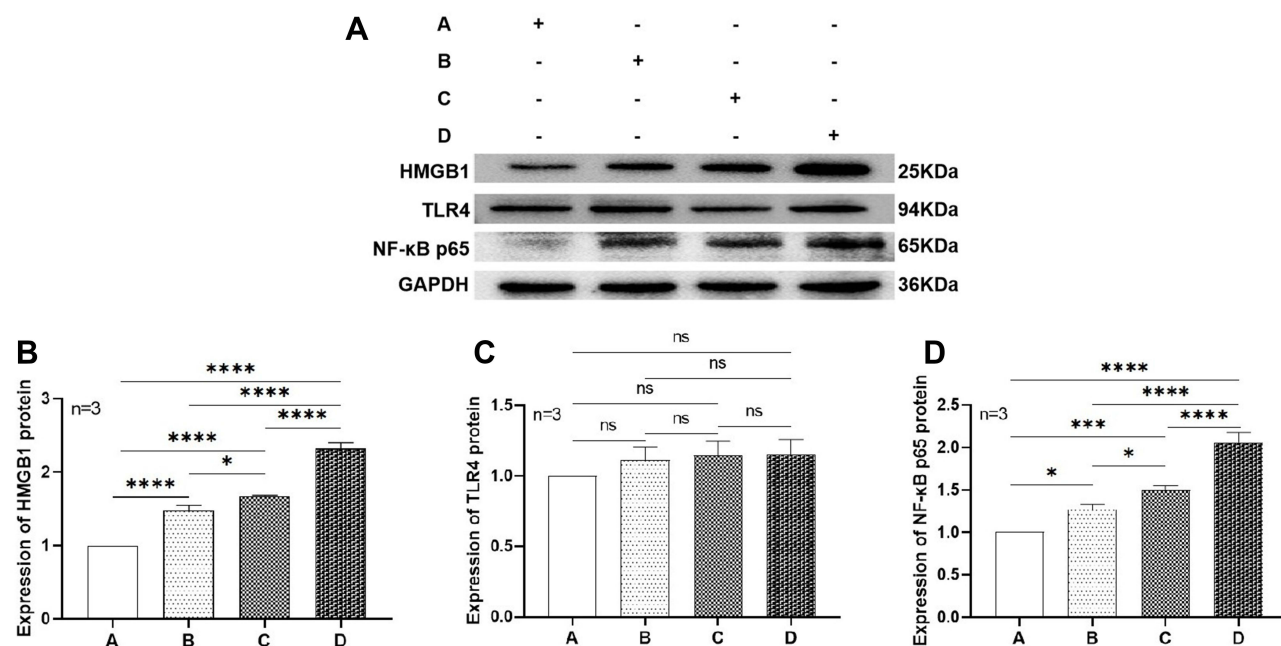 A
A + - - -
B - + - -
C - - + -
D - - - +
HMGB1 25KDa
TLR4 94KDa
NF-κB p65 65KDa
GAPDH 36KDa
B
Expression of HMGB1 protein
n=3
3
2
1
0
****
****
****
****
*
****
A B C D
C
Expression of TLR4 protein
n=3
1.5
1.0
0.5
0.0
ns
ns
ns
ns
ns
ns
A B C D
D
Expression of NF-κB p65 protein
n=3
2.5
2.0
1.5
1.0
0.5
0.0
****
****
****
***
*
*
A B C D